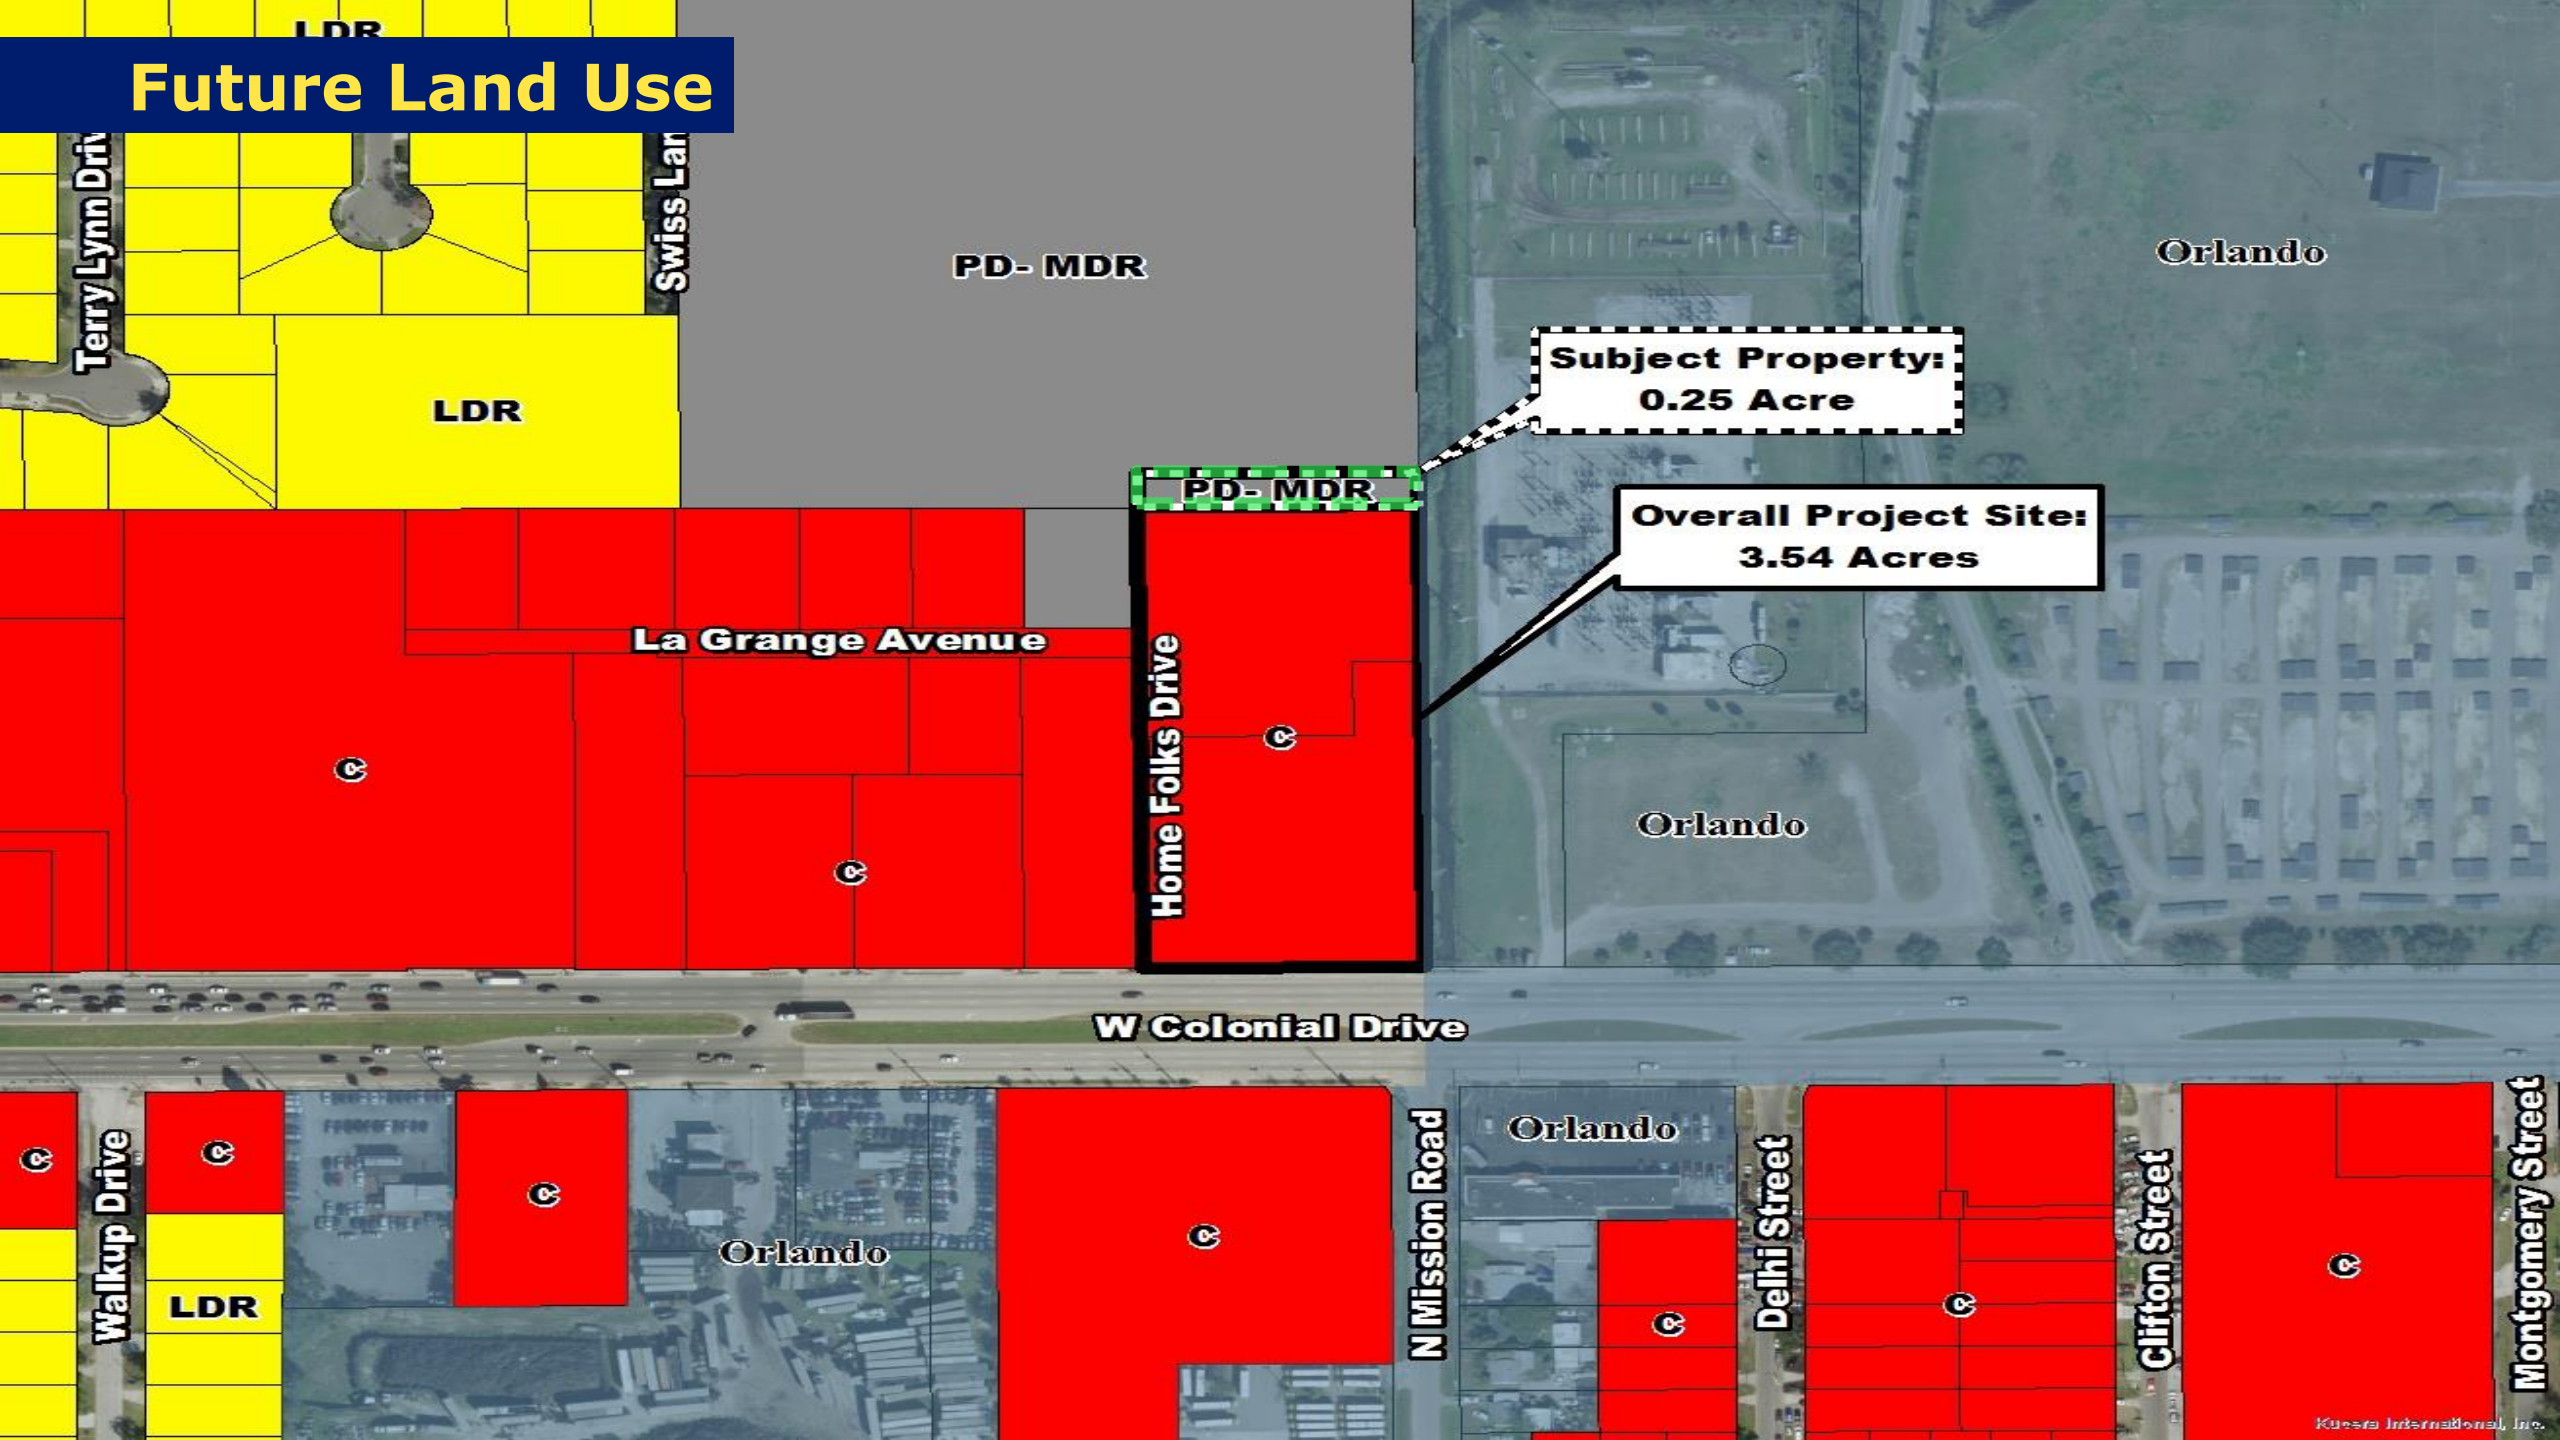 LDR
Future Land Use
Terry Lynn Driv
Swiss Lan
PD- MDR
Orlando
Subject Property:
0.25 Acre
LDR
PD- MDR
Overall Project Site:
3.54 Acres
La Grange Avenue
Home Folks Drive
C
C
C
Orlando
W Colonial Drive
C
Walkup Drive
C
C
Orlando
C
N Mission Road
Orlando
Delhi Street
Clifton Street
Montgomery Street
LDR
C
C
C
Kucera International, Inc.